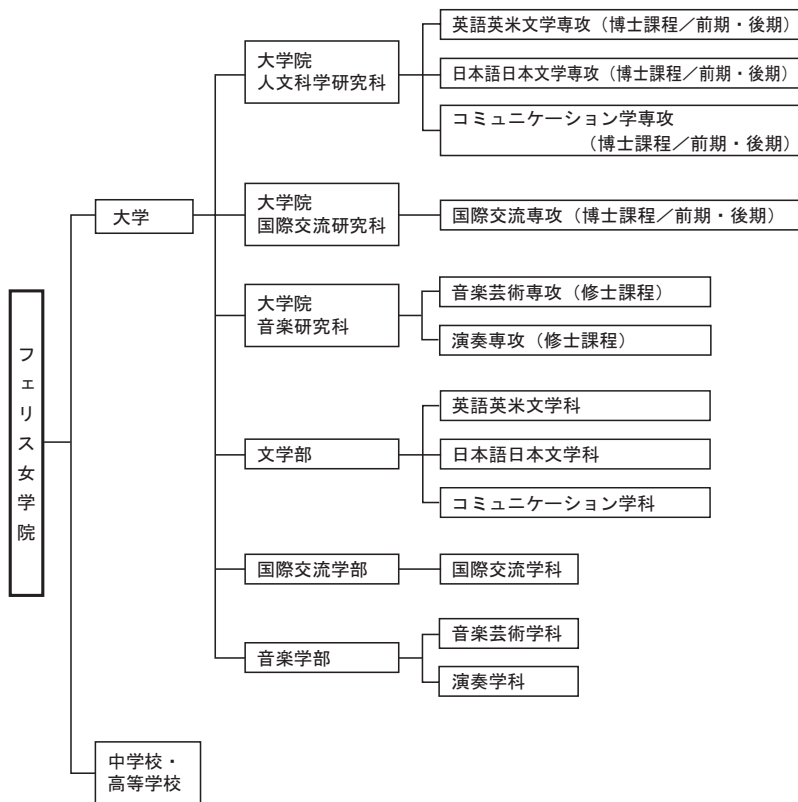 フェリス女学院
大学
大学院
人文科学研究科
英語英米文学専攻（博士課程／前期・後期）
日本語日本文学専攻（博士課程／前期・後期）
コミュニケーション学専攻
（博士課程／前期・後期）
大学院
国際交流研究科
国際交流専攻（博士課程／前期・後期）
大学院
音楽研究科
音楽芸術専攻（修士課程）
演奏専攻（修士課程）
文学部
英語英米文学科
日本語日本文学科
コミュニケーション学科
国際交流学部
国際交流学科
音楽学部
音楽芸術学科
演奏学科
中学校・
高等学校